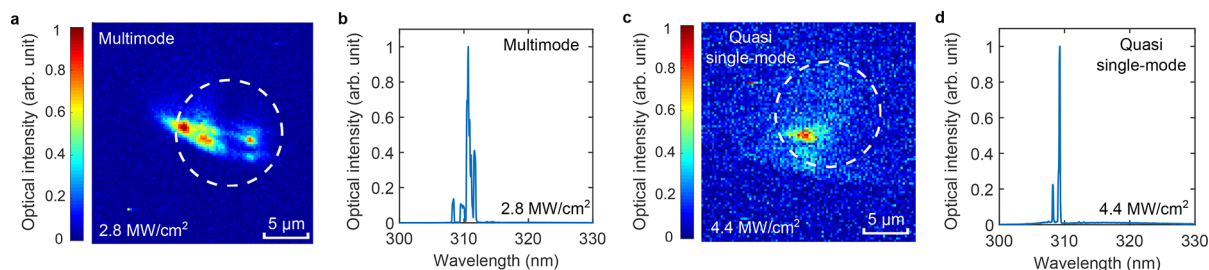 a
Optical intensity (arb. unit)
1
0.8
0.6
0.4
0.2
0
Multimode
2.8 MW/cm²
5 µm
b
Optical intensity (arb. unit)
1
0.8
0.6
0.4
0.2
0
Multimode
2.8 MW/cm²
300
310
320
330
Wavelength (nm)
c
Optical intensity (arb. unit)
1
0.8
0.6
0.4
0.2
0
Quasi
single-mode
4.4 MW/cm²
5 µm
d
Optical intensity (arb. unit)
1
0.8
0.6
0.4
0.2
0
Quasi
single-mode
4.4 MW/cm²
300
310
320
330
Wavelength (nm)